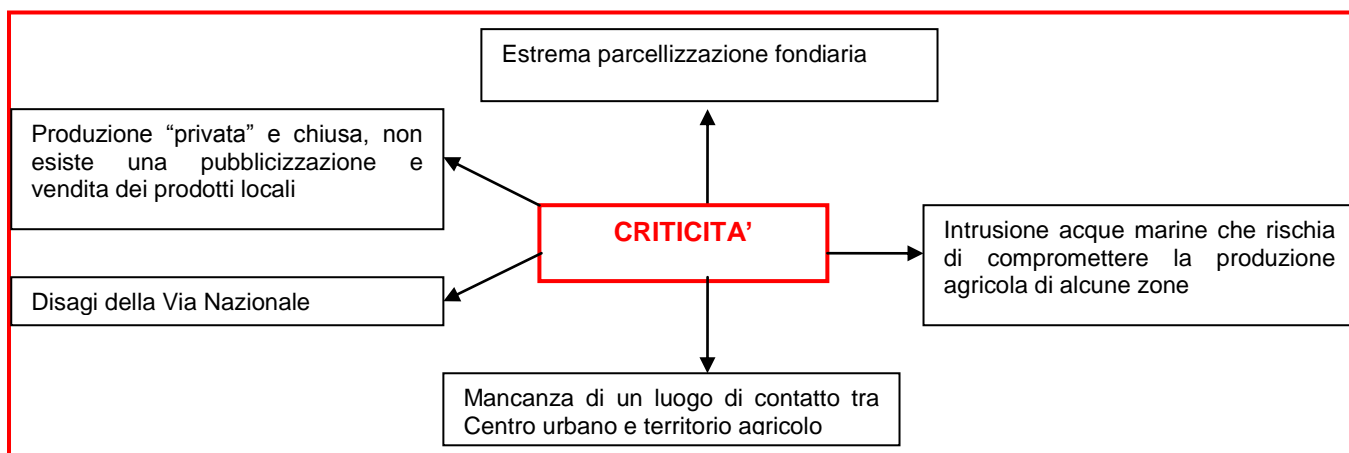 Estrema parcellizzazione fondiaria
Produzione “privata” e chiusa, non
esiste una pubblicizzazione e
vendita dei prodotti locali
CRITICITA’
Intrusione acque marine che rischia
di compromettere la produzione
agricola di alcune zone
Disagi della Via Nazionale
Mancanza di un luogo di contatto tra
Centro urbano e territorio agricolo